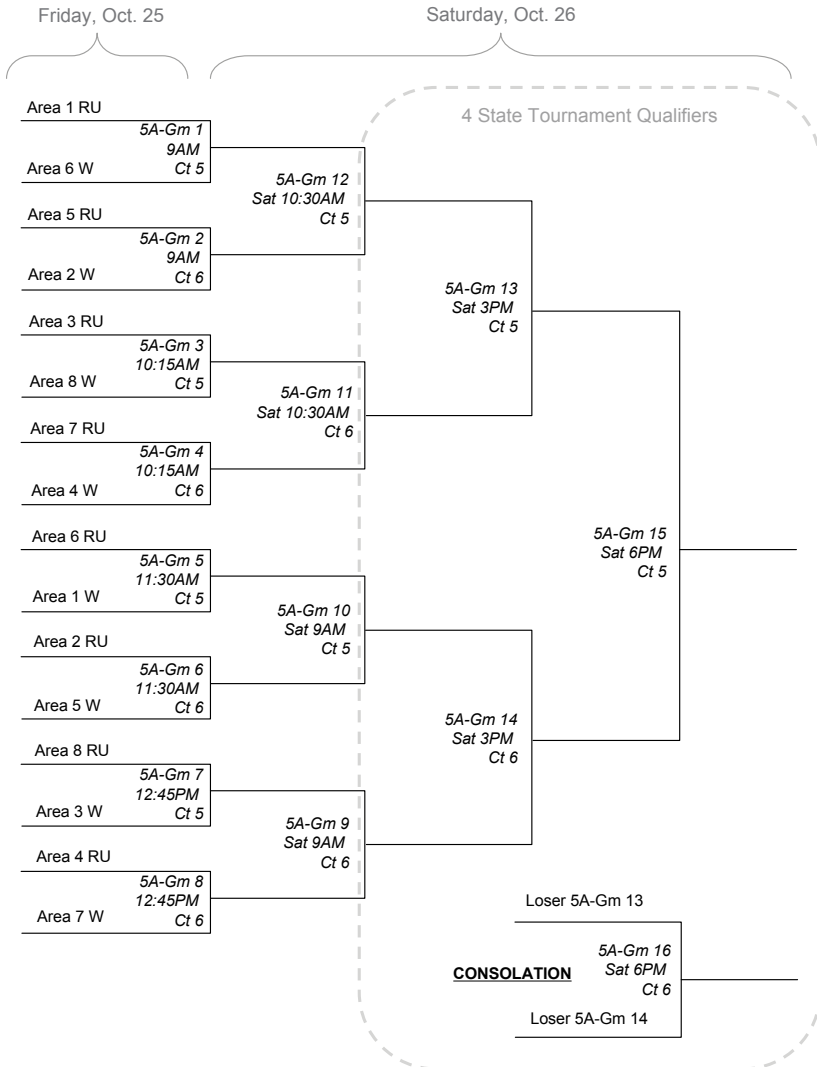 Friday, Oct. 25
Saturday, Oct. 26
4 State Tournament Qualifiers
Area 1 RU
5A-Gm 1
9AM
Ct 5
Area 6 W
Area 5 RU
5A-Gm 2
9AM
Ct 6
Area 2 W
Area 3 RU
5A-Gm 3
10:15AM
Ct 5
Area 8 W
Area 7 RU
5A-Gm 4
10:15AM
Ct 6
Area 4 W
Area 6 RU
5A-Gm 5
11:30AM
Ct 5
Area 1 W
Area 2 RU
5A-Gm 6
11:30AM
Ct 6
Area 5 W
Area 8 RU
5A-Gm 7
12:45PM
Ct 5
Area 3 W
Area 4 RU
5A-Gm 8
12:45PM
Ct 6
Area 7 W
5A-Gm 12
Sat 10:30AM
Ct 5
5A-Gm 11
Sat 10:30AM
Ct 6
5A-Gm 10
Sat 9AM
Ct 5
5A-Gm 9
Sat 9AM
Ct 6
5A-Gm 13
Sat 3PM
Ct 5
5A-Gm 14
Sat 3PM
Ct 6
5A-Gm 15
Sat 6PM
Ct 5
Loser 5A-Gm 13
CONSOLATION
5A-Gm 16
Sat 6PM
Ct 6
Loser 5A-Gm 14